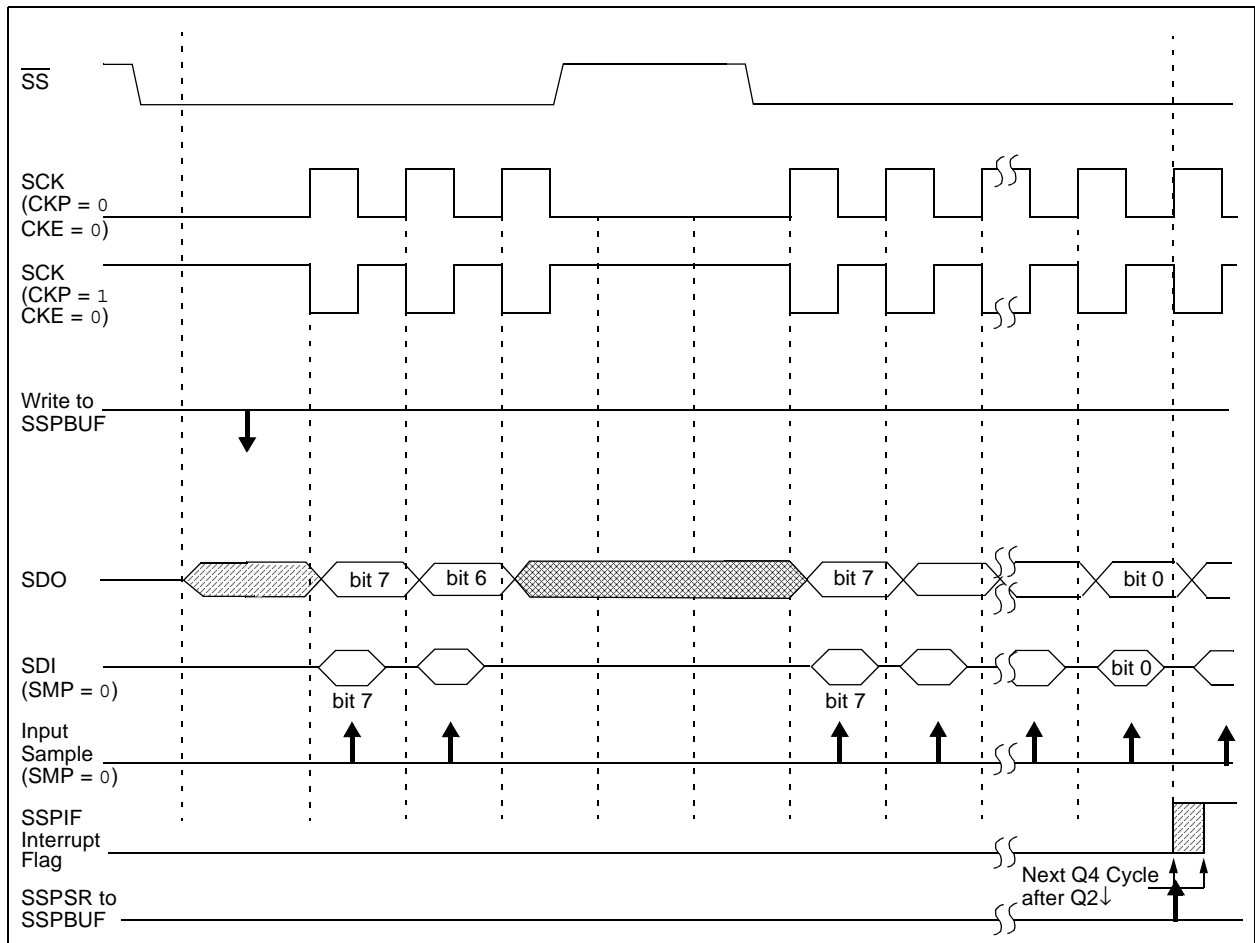 SS
SCK
(CKP = 0
CKE = 0)
SCK
(CKP = 1
CKE = 0)
Write to
SSPBUF
SDO
bit 7
bit 6
bit 7
bit 0
SDI
(SMP = 0)
bit 7
bit 7
bit 0
Input
Sample
(SMP = 0)
SSPIF
Interrupt
Flag
Next Q4 Cycle
after Q2↓
SSPSR to
SSPBUF